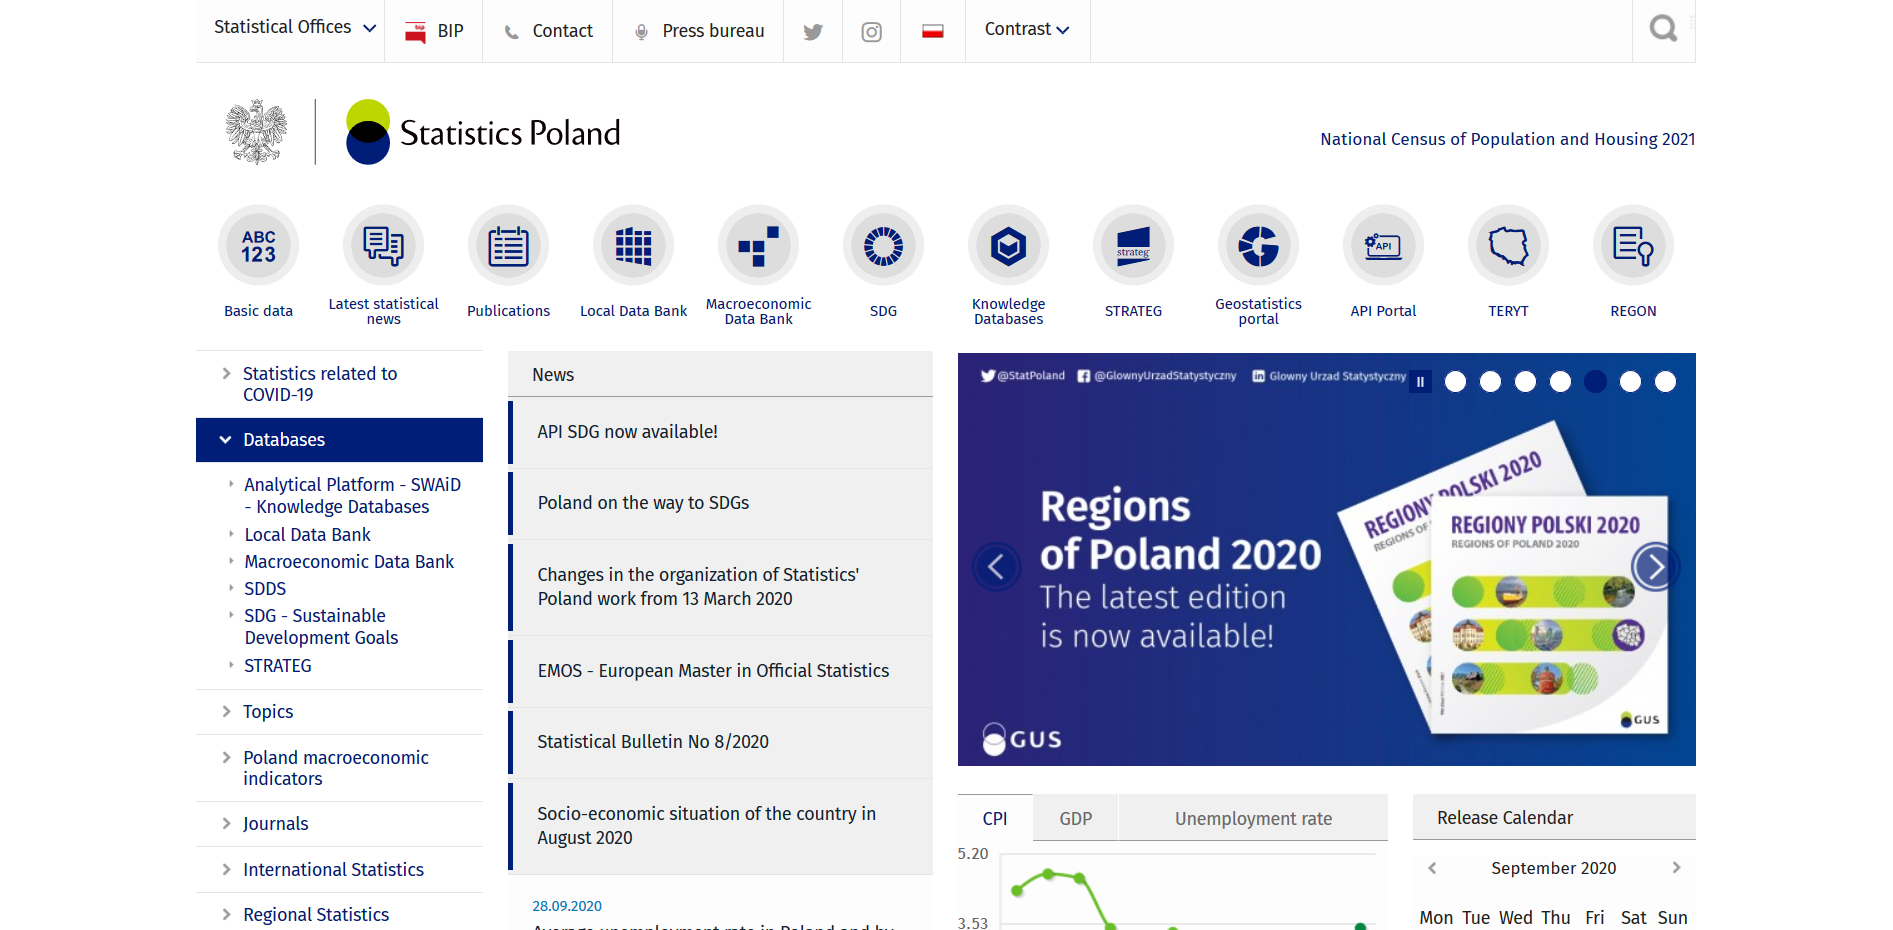 Statistical Offices
BIP
Contact
Press bureau
Contrast
Statistics Poland
National Census of Population and Housing 2021
ABC
123
strateg
API
Basic data
Latest statistical
news
Publications
Local Data Bank
Macroeconomic
Data Bank
SDG
Knowledge
Databases
STRATEG
Geostatistics
portal
API Portal
TERYT
REGON
Statistics related to
COVID-19
Databases
Analytical Platform - SWAiD
- Knowledge Databases
Local Data Bank
Macroeconomic Data Bank
SDDS
SDG - Sustainable
Development Goals
STRATEG
Topics
Poland macroeconomic
indicators
Journals
International Statistics
Regional Statistics
News
API SDG now available!
Poland on the way to SDGs
Changes in the organization of Statistics'
Poland work from 13 March 2020
EMOS - European Master in Official Statistics
Statistical Bulletin No 8/2020
Socio-economic situation of the country in
August 2020
28.09.2020
Average unemployment rate in Poland and by
@StatPoland
@GlownyUrzadStatystyczny
Glowny Urzad Statystyczny
Regions
of Poland 2020
The latest edition
is now available!
REGIONY POLSKI 2020
REGIONS OF
REGIONY POLSKI 2020
REGIONS OF POLAND 2020
GUS
GUS
CPI
GDP
Unemployment rate
5.20
3.53
Release Calendar
September 2020
Mon Tue Wed Thu Fri Sat Sun